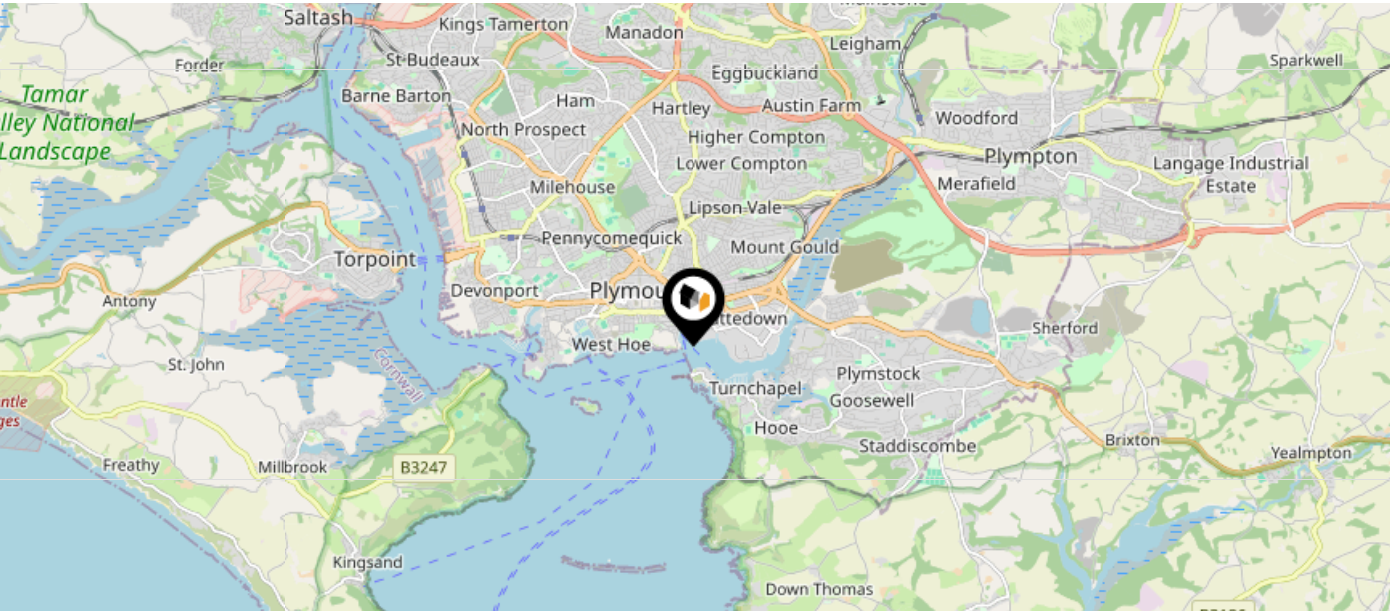 Saltash
Kings Tamerton
Manadon
Leigham
St Budeaux
Forder
Sparkwell
Eggbuckland
Tamar
lley National
Landscape
Barne Barton
Ham
Hartley
Austin Farm
Woodford
North Prospect
Higher Compton
Lower Compton
Plympton
Langage Industrial
Estate
Merafield
Milehouse
Lipson Vale
Pennycomequick
Mount Gould
Torpoint
Devonport
Plymou
Antony
ttedown
Sherford
West Hoe
St. John
Cornwall
Turnchapel
Plymstock
Goosewell
Hooe
Staddiscombe
Brixton
Yealmpton
Freathy
Millbrook
B3247
Kingsand
Down Thomas